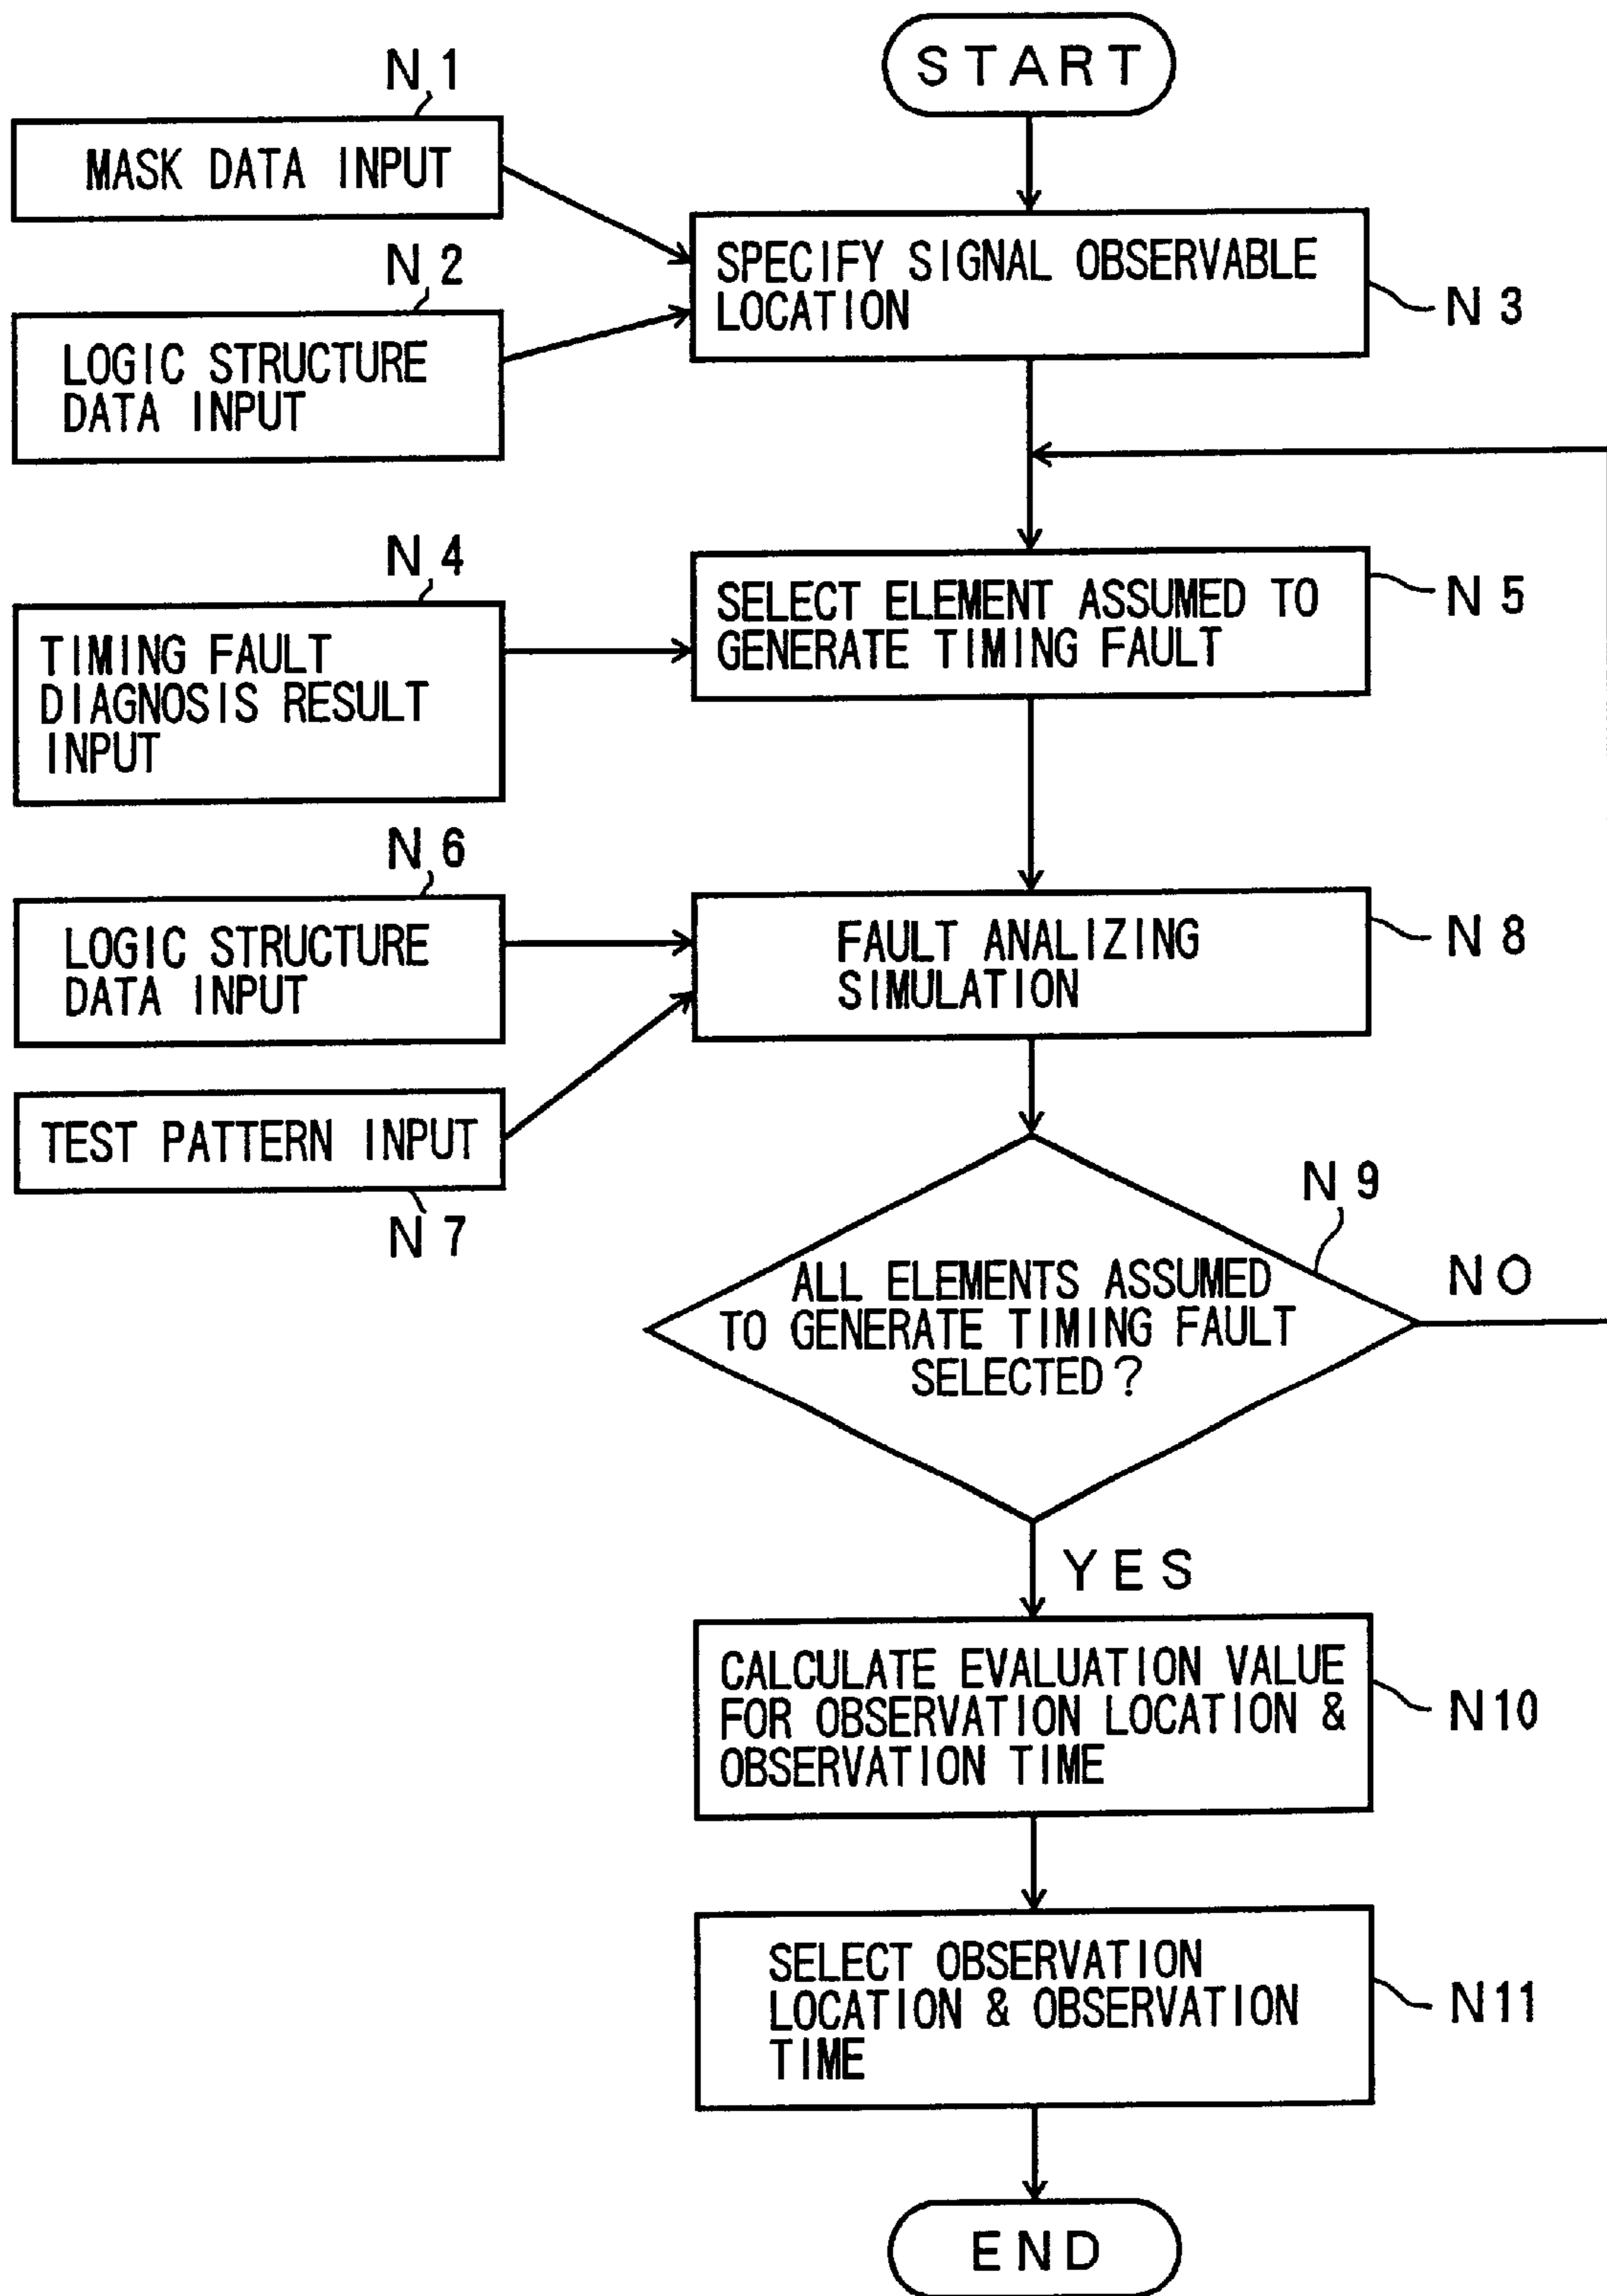 START
N1
MASK DATA INPUT
N2
LOGIC STRUCTURE
DATA INPUT
SPECIFY SIGNAL OBSERVABLE
LOCATION
N3
N4
TIMING FAULT
DIAGNOSIS RESULT
INPUT
SELECT ELEMENT ASSUMED TO
GENERATE TIMING FAULT
N5
N6
LOGIC STRUCTURE
DATA INPUT
TEST PATTERN INPUT
N7
FAULT ANALIZING
SIMULATION
N8
N9
ALL ELEMENTS ASSUMED
TO GENERATE TIMING FAULT
SELECTED?
NO
YES
CALCULATE EVALUATION VALUE
FOR OBSERVATION LOCATION &
OBSERVATION TIME
N10
SELECT OBSERVATION
LOCATION & OBSERVATION
TIME
N11
END